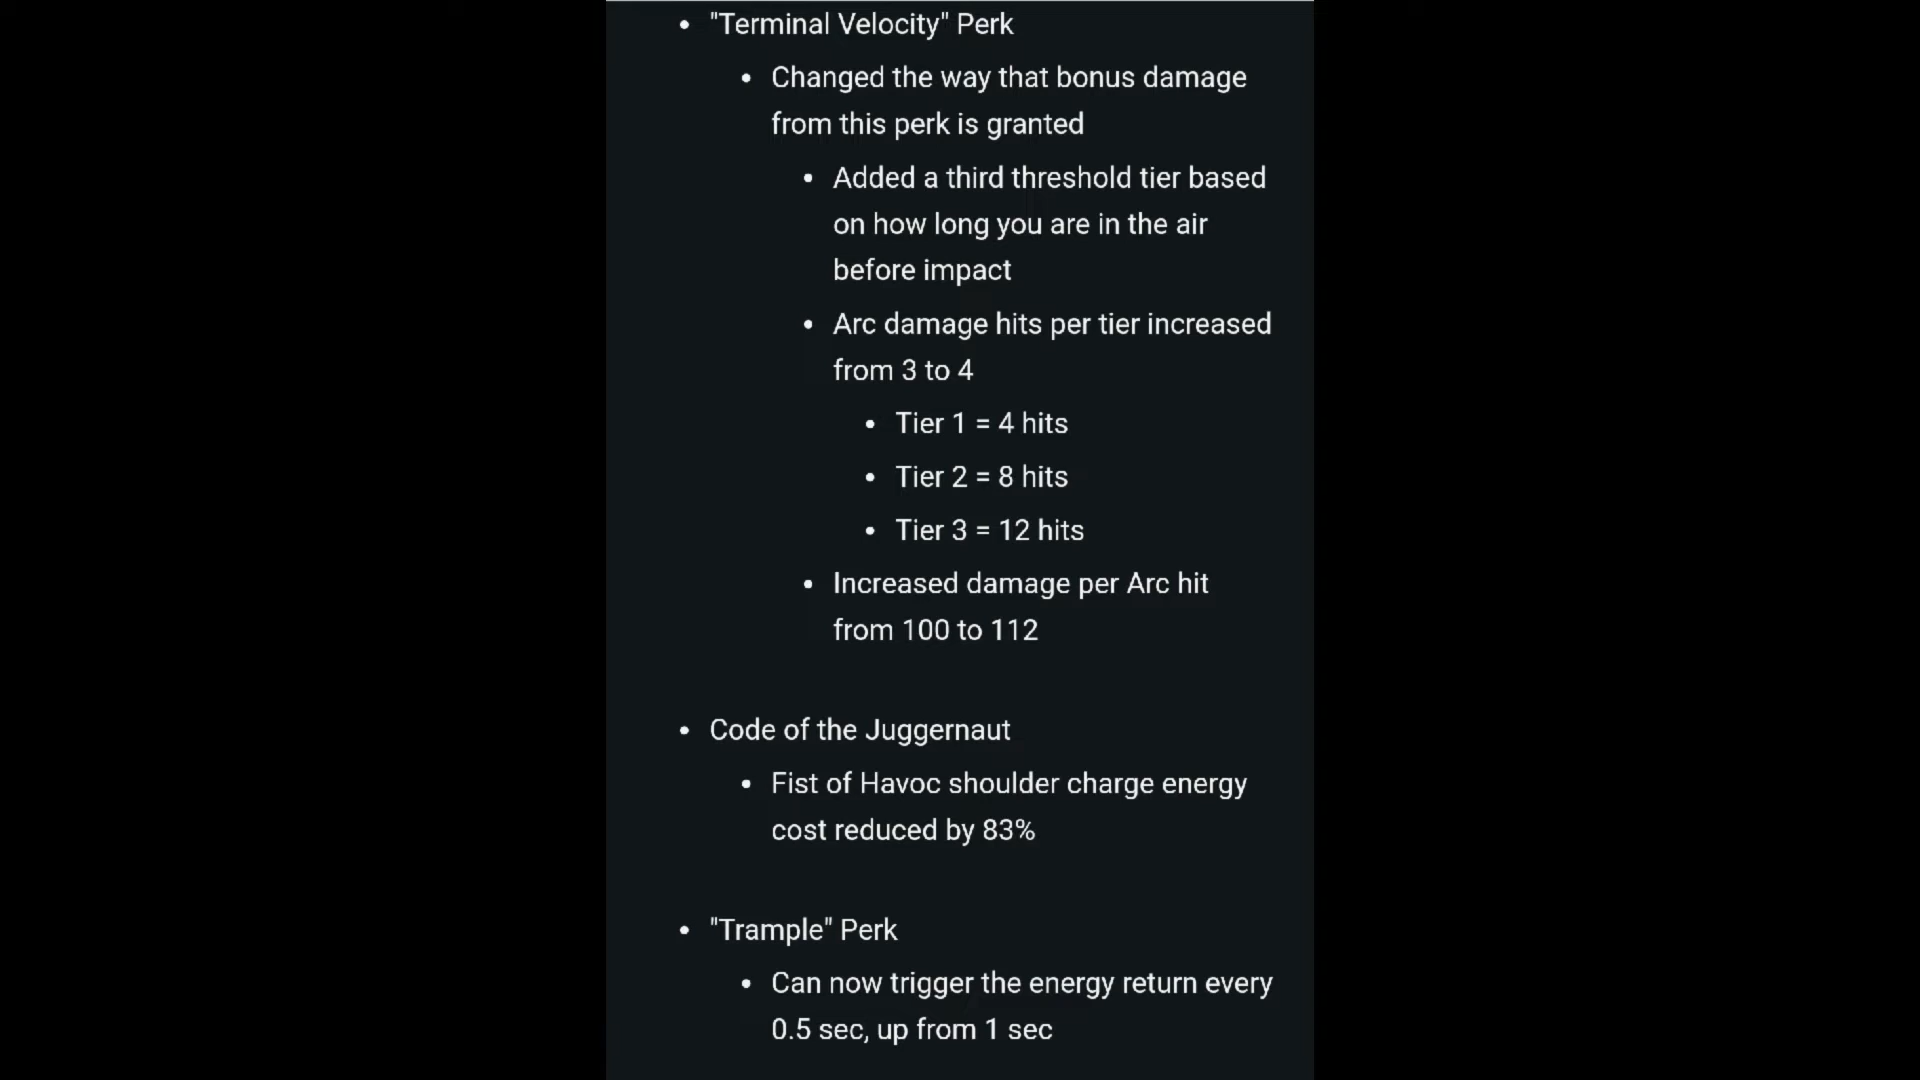 • "Terminal Velocity" Perk
• Changed the way that bonus damage
from this perk is granted
• Added a third threshold tier based
on how long you are in the air
before impact
• Arc damage hits per tier increased
from 3 to 4
• Tier 1 = 4 hits
• Tier 2 = 8 hits
• Tier 3 = 12 hits
• Increased damage per Arc hit
from 100 to 112
• Code of the Juggernaut
• Fist of Havoc shoulder charge energy
cost reduced by 83%
• "Trample" Perk
• Can now trigger the energy return every
0.5 sec, up from 1 sec